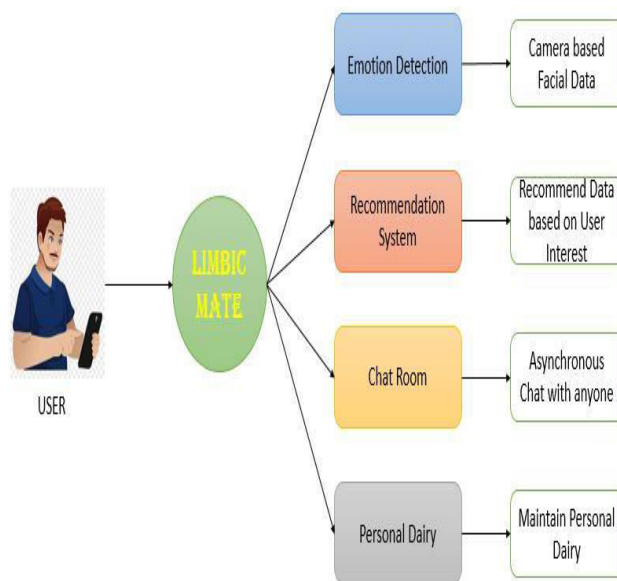 USER
LIMBIC
MATE
Emotion Detection
Camera based
Facial Data
Recommendation
System
Recommend Data
based on User
Interest
Chat Room
Asynchronous
Chat with anyone
Personal Dairy
Maintain Personal
Dairy